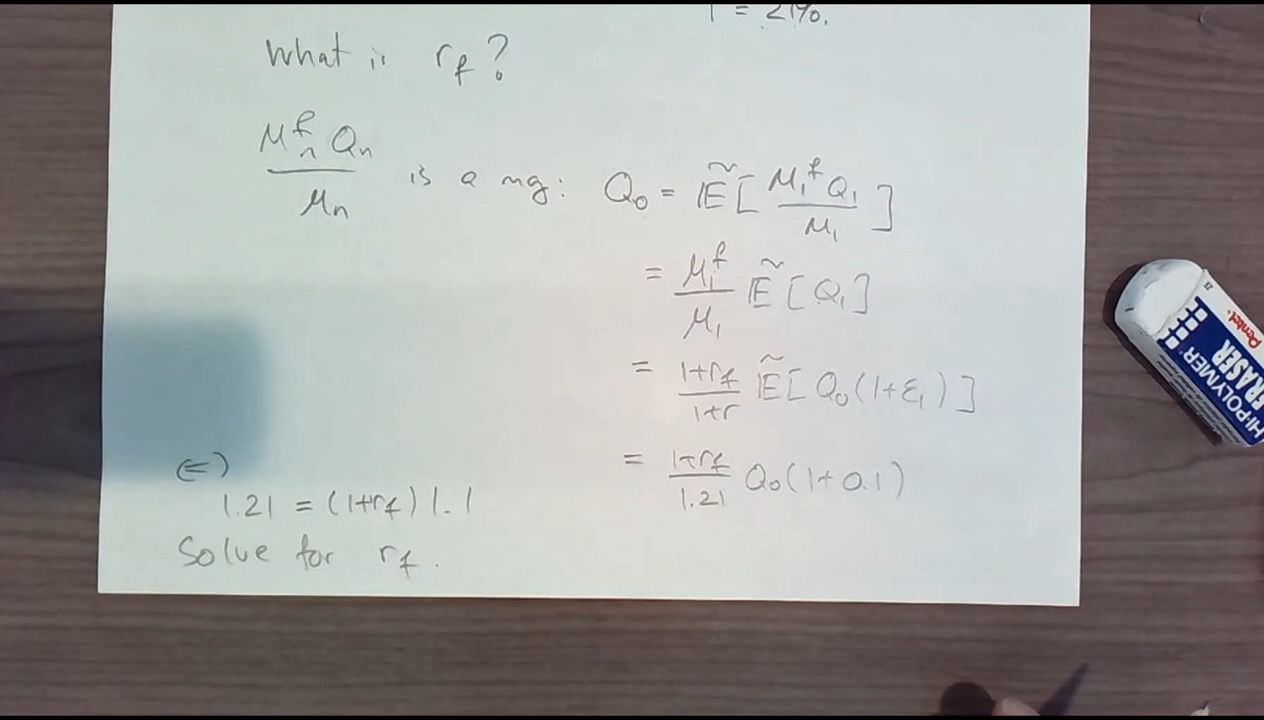 r = 21%.
What is r_f?
M_n^f Q_n / M_n is a mg: Q_0 = Ẽ[ M_1^f Q_1 / M_1 ]
= M_1^f / M_1 Ẽ[Q_1]
= 1+r_f / 1+r Ẽ[Q_0(1+ε_1)]
= 1+r_f / 1.21 Q_0(1+0.1)
(=)
1.21 = (1+r_f) 1.1
Solve for r_f.
Pentel
HI-POLYMER
ERASER